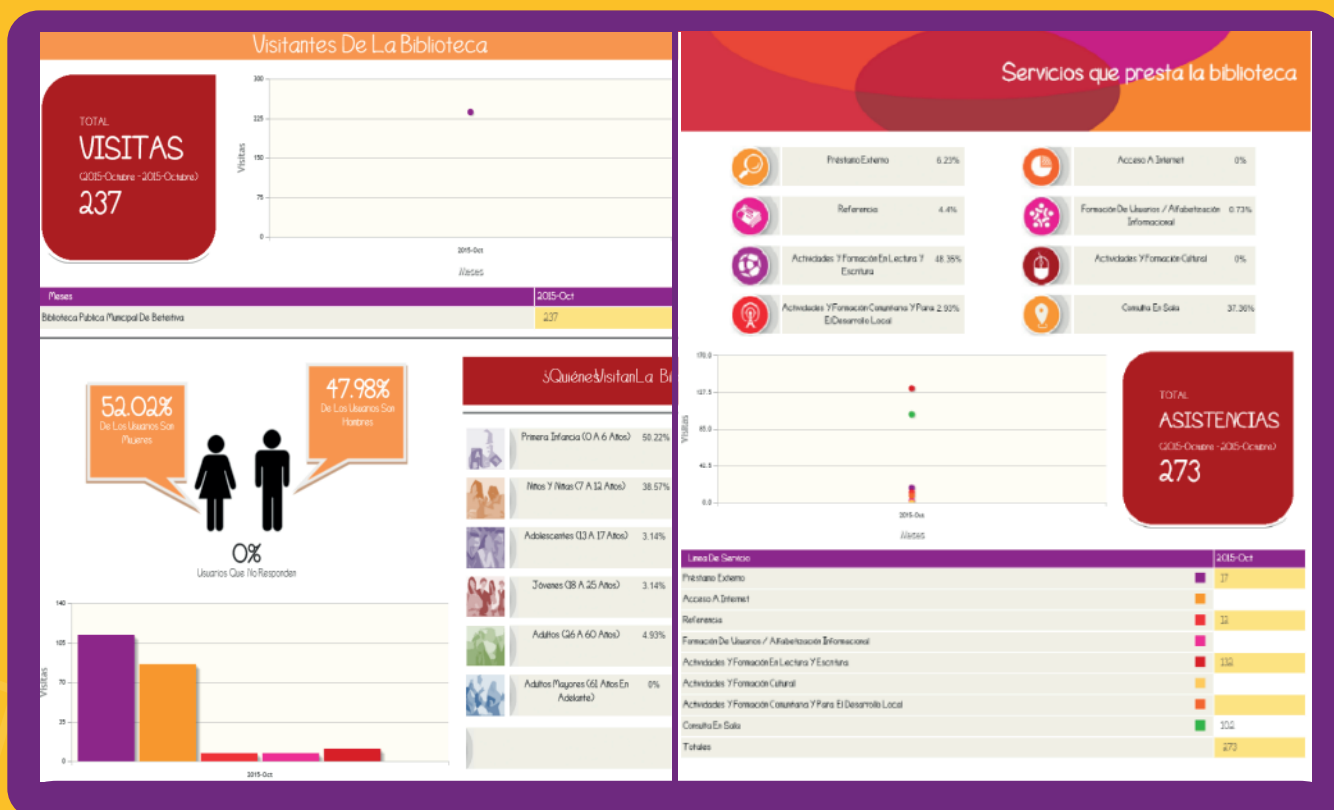 Visitantes De La Biblioteca
TOTAL
VISITAS
(2015-Octubre - 2015-Octubre)
237
Visitas
300
225
150
75
0
2015-Oct
Meses
Meses 2015-Oct
Biblioteca Publica Municipal De Beteitiva 237
52.02%
De Los Usuarios Son
Mujeres
47.98%
De Los Usuarios Son
Hombres
0%
Usuarios Que No Responden
Visitas
140
105
70
35
0
2015-Oct
¿QuiénesVisitanLa Bi
Primera Infancia (0 A 6 Años) 50.22%
Niños Y Niñas (7 A 12 Años) 38.57%
Adolescentes (13 A 17 Años) 3.14%
Jóvenes (18 A 25 Años) 3.14%
Adultos (26 A 60 Años) 4.93%
Adultos Mayores (61 Años En
Adelante) 0%
Servicios que presta la biblioteca
Préstamo Externo 6.23%
Acceso A Internet 0%
Referencia 4.4%
Formación De Usuarios / Alfabetización
Informacional 0.73%
Actividades Y Formación En Lectura Y
Escritura 48.35%
Actividades Y Formación Cultural 0%
Actividades Y Formación Comunitaria Y Para
El Desarrollo Local 2.93%
Consulta En Sala 37.36%
Visitas
170.0
127.5
85.0
42.5
0.0
2015-Oct
Meses
TOTAL
ASISTENCIAS
(2015-Octubre - 2015-Octubre)
273
Linea De Servicio 2015-Oct
Préstamo Externo 17
Acceso A Internet
Referencia 12
Formación De Usuarios / Alfabetización Informacional
Actividades Y Formación En Lectura Y Escritura 132
Actividades Y Formación Cultural
Actividades Y Formación Comunitaria Y Para El Desarrollo Local
Consulta En Sala 102
Totales 273